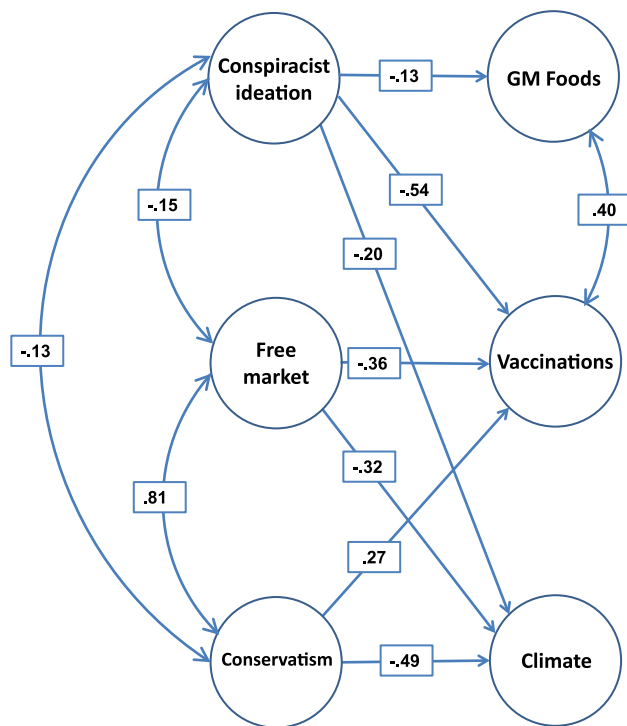 Conspiracist
ideation
-.13
GM Foods
-.15
-.54
.40
-.20
-.13
Free
market
-.36
Vaccinations
-.32
.81
.27
Conservatism
-.49
Climate